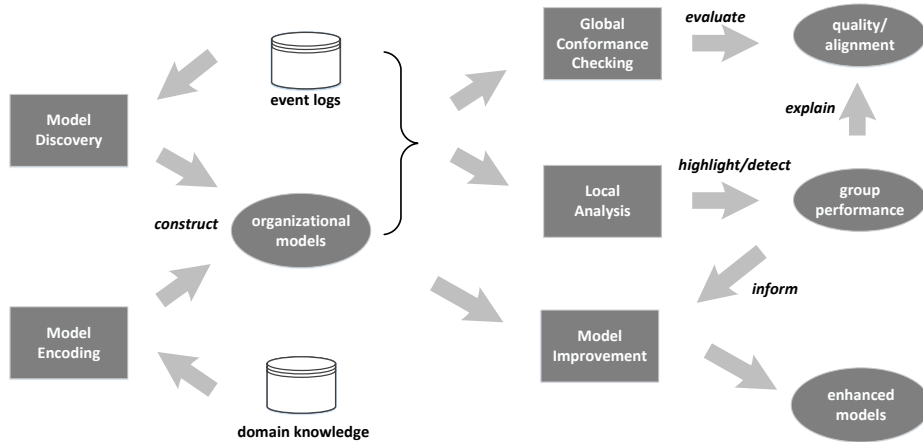 event logs
Model
Discovery
construct
organizational
models
Model
Encoding
domain knowledge
Global
Conformance
Checking
evaluate
quality/
alignment
explain
Local
Analysis
highlight/detect
group
performance
inform
Model
Improvement
enhanced
models